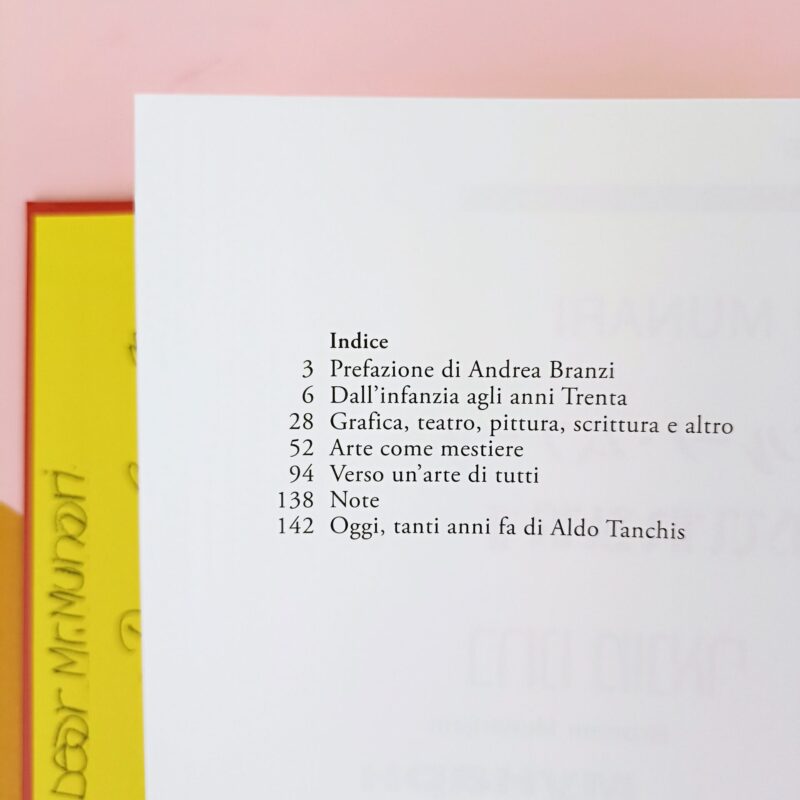 Indice
3 Prefazione di Andrea Branzi
6 Dall'infanzia agli anni Trenta
28 Grafica, teatro, pittura, scrittura e altro
52 Arte come mestiere
94 Verso un'arte di tutti
138 Note
142 Oggi, tanti anni fa di Aldo Tanchis
Dear Mr. Munari.
MUNARI